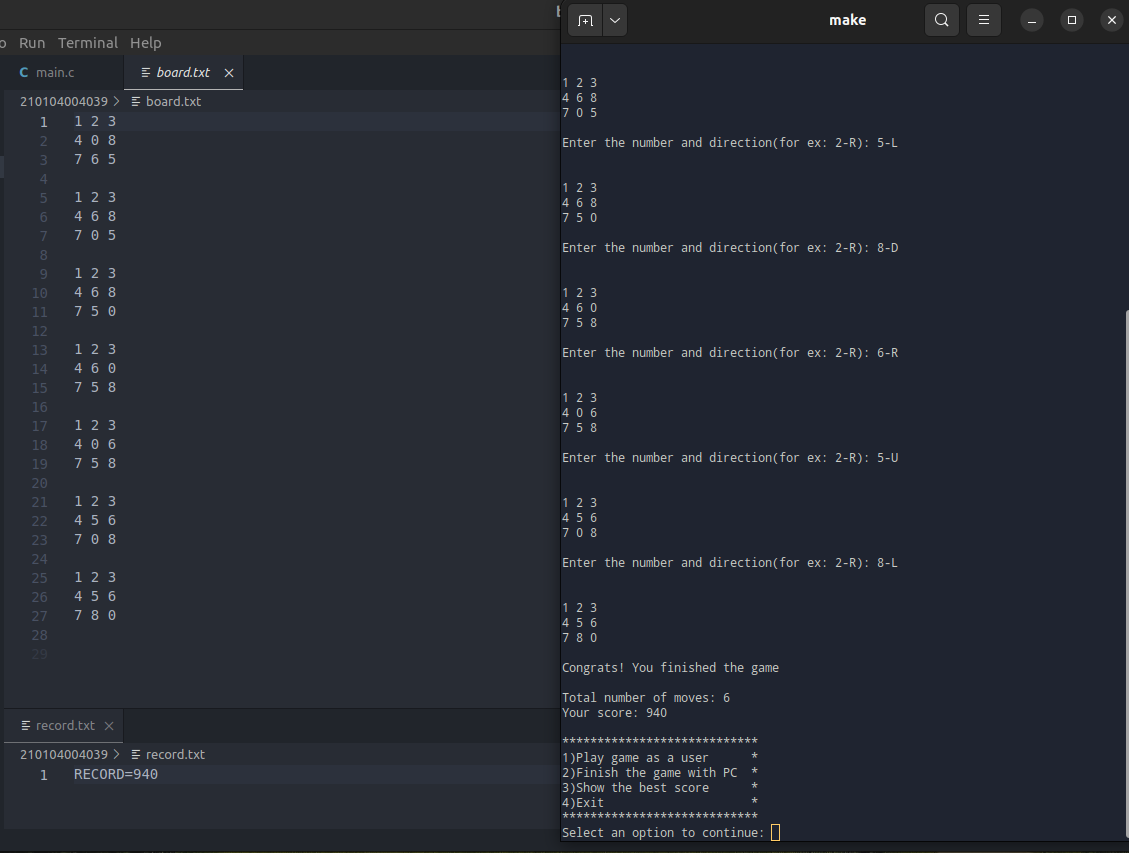 Run Terminal Help
main.c board.txt
210104004039 > board.txt
1 1 2 3
2 4 0 8
3 7 6 5
4
5 1 2 3
6 4 6 8
7 7 0 5
8
9 1 2 3
10 4 6 8
11 7 5 0
12
13 1 2 3
14 4 6 0
15 7 5 8
16
17 1 2 3
18 4 0 6
19 7 5 8
20
21 1 2 3
22 4 5 6
23 7 0 8
24
25 1 2 3
26 4 5 6
27 7 8 0
28
29
record.txt
210104004039 > record.txt
1 RECORD=940
make
1 2 3
4 6 8
7 0 5
Enter the number and direction(for ex: 2-R): 5-L
1 2 3
4 6 8
7 5 0
Enter the number and direction(for ex: 2-R): 8-D
1 2 3
4 6 0
7 5 8
Enter the number and direction(for ex: 2-R): 6-R
1 2 3
4 0 6
7 5 8
Enter the number and direction(for ex: 2-R): 5-U
1 2 3
4 5 6
7 0 8
Enter the number and direction(for ex: 2-R): 8-L
1 2 3
4 5 6
7 8 0
Congrats! You finished the game
Total number of moves: 6
Your score: 940
****************************
1)Play game as a user *
2)Finish the game with PC *
3)Show the best score *
4)Exit *
****************************
Select an option to continue: